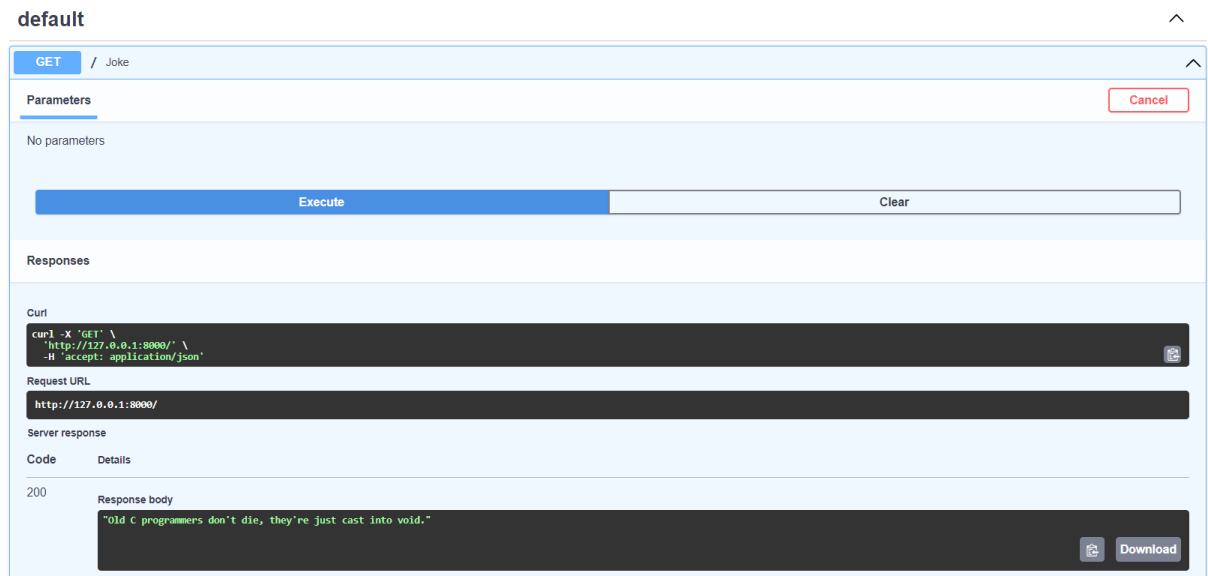 default
GET / Joke
Parameters Cancel
No parameters
Execute Clear
Responses
Curl
curl -X 'GET' \
'http://127.0.0.1:8000/' \
-H 'accept: application/json'
Request URL
http://127.0.0.1:8000/
Server response
Code Details
200
Response body
"Old C programmers don't die, they're just cast into void."
Download